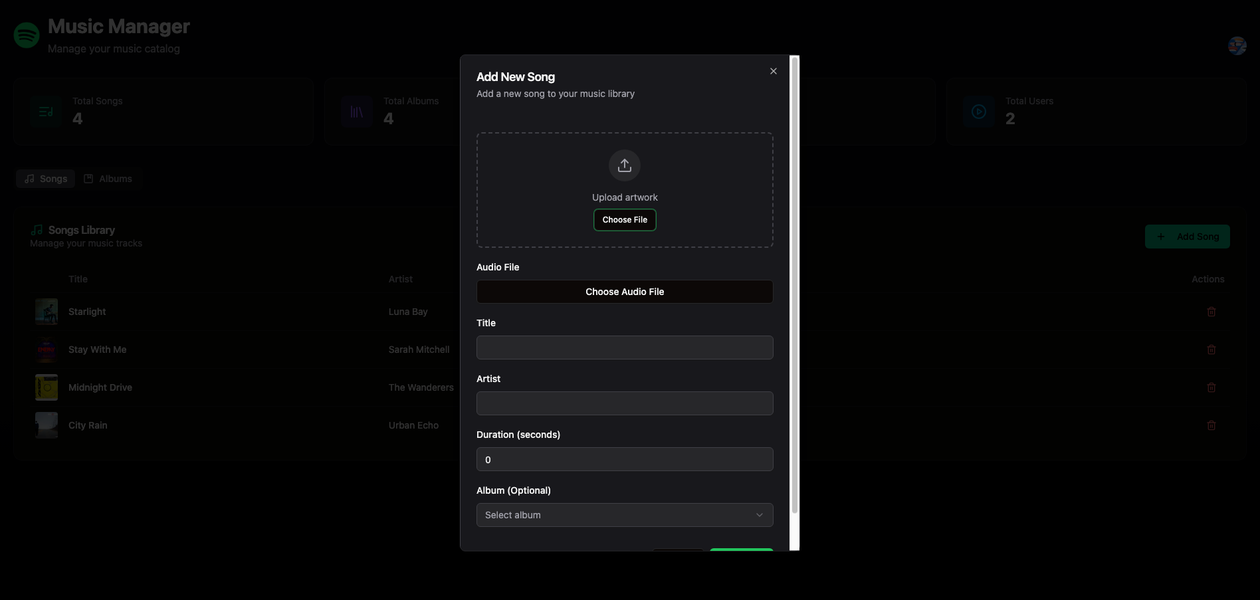 Music Manager
Manage your music catalog
Total Songs
4
Total Albums
4
Total Users
2
Songs
Albums
Songs Library
Manage your music tracks
Add Song
Title
Artist
Actions
Starlight
Luna Bay
Stay With Me
Sarah Mitchell
Midnight Drive
The Wanderers
City Rain
Urban Echo
Add New Song
Add a new song to your music library
Upload artwork
Choose File
Audio File
Choose Audio File
Title
Artist
Duration (seconds)
0
Album (Optional)
Select album